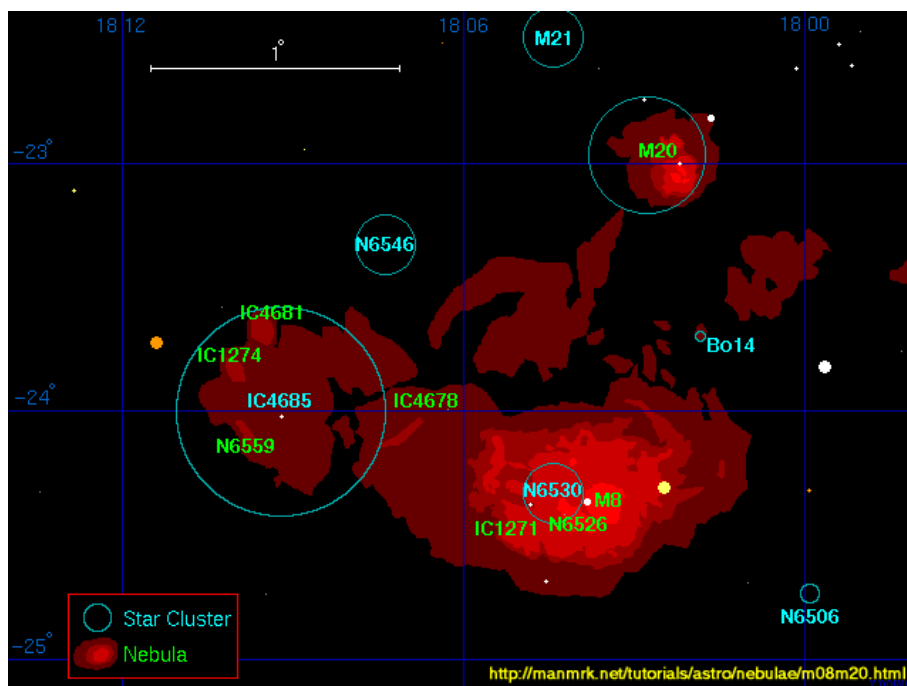 18 12
18 06
18 00
M21
1°
-23°
M20
N6546
IC4681
IC1274
Bo14
-24°
IC4685
IC4678
N6559
N6530
M8
IC1271
N6526
Star Cluster
Nebula
N6506
-25°
http://manmrk.net/tutorials/astro/nebulae/m08m20.html